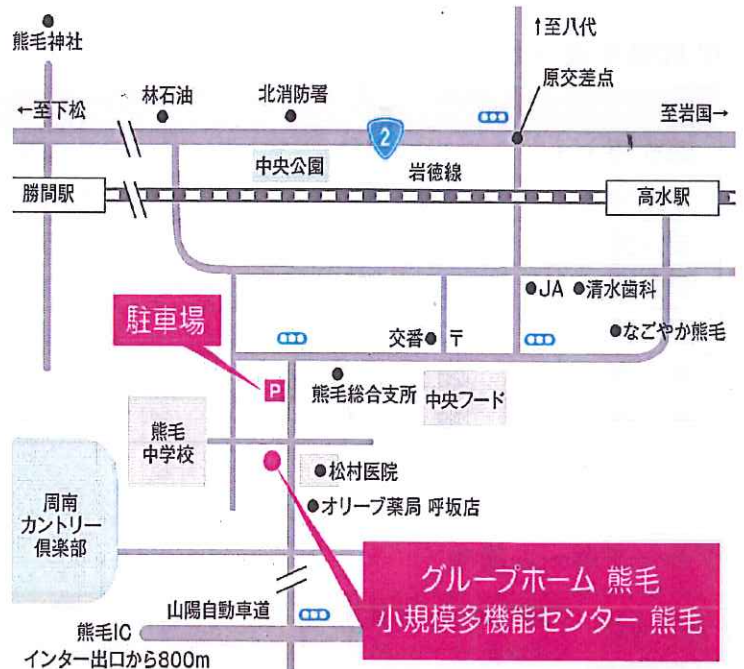 ↑至八代
熊毛神社
林石油
北消防署
原交差点
←至下松
至岩国→
2
中央公園
岩徳線
勝間駅
高水駅
JA
清水歯科
駐車場
交番
〒
なごやか熊毛
P
熊毛総合支所
中央フード
熊毛
中学校
松村医院
オリーブ薬局 呼坂店
周南
カントリー
倶楽部
グループホーム 熊毛
小規模多機能センター 熊毛
山陽自動車道
熊毛IC
インター出口から800m